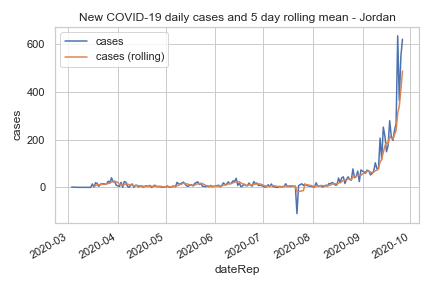 New COVID-19 daily cases and 5 day rolling mean - Jordan
cases
cases (rolling)
600
400
200
0
cases
2020-03
2020-04
2020-05
2020-06
2020-07
2020-08
2020-09
2020-10
dateRep